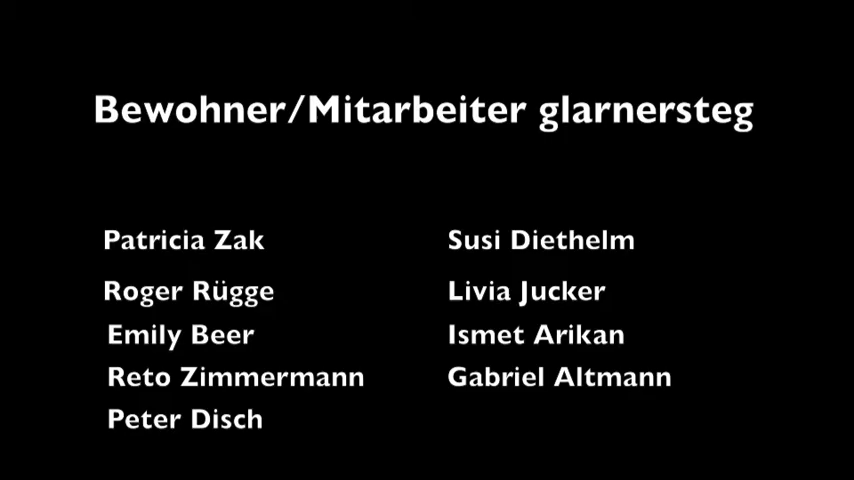 Bewohner/Mitarbeiter glarnersteg
Patricia Zak
Roger Rügge
Emily Beer
Reto Zimmermann
Peter Disch
Susi Diethelm
Livia Jucker
Ismet Arikan
Gabriel Altmann